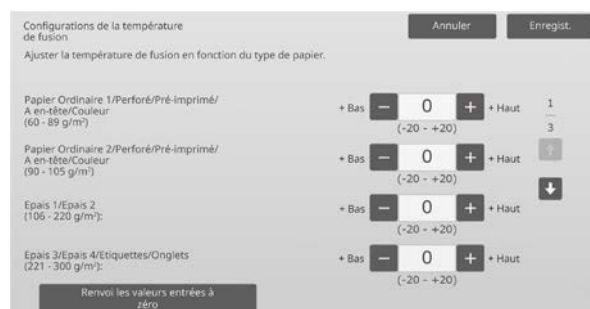 Configurations de la température
de fusion
Annuler
Enregist.
Ajuster la température de fusion en fonction du type de papier.
Papier Ordinaire 1/Perforé/Pré-imprimé/
A en-tête/Couleur
(60 - 89 g/m²)
+ Bas − 0 + + Haut
(-20 - +20)
1
3
Papier Ordinaire 2/Perforé/Pré-imprimé/
A en-tête/Couleur
(90 - 105 g/m²)
+ Bas − 0 + + Haut
(-20 - +20)
Epais 1/Epais 2
(106 - 220 g/m²):
+ Bas − 0 + + Haut
(-20 - +20)
Epais 3/Epais 4/Etiquettes/Onglets
(221 - 300 g/m²):
+ Bas − 0 + + Haut
(-20 - +20)
Renvoi les valeurs entrées à
zéro